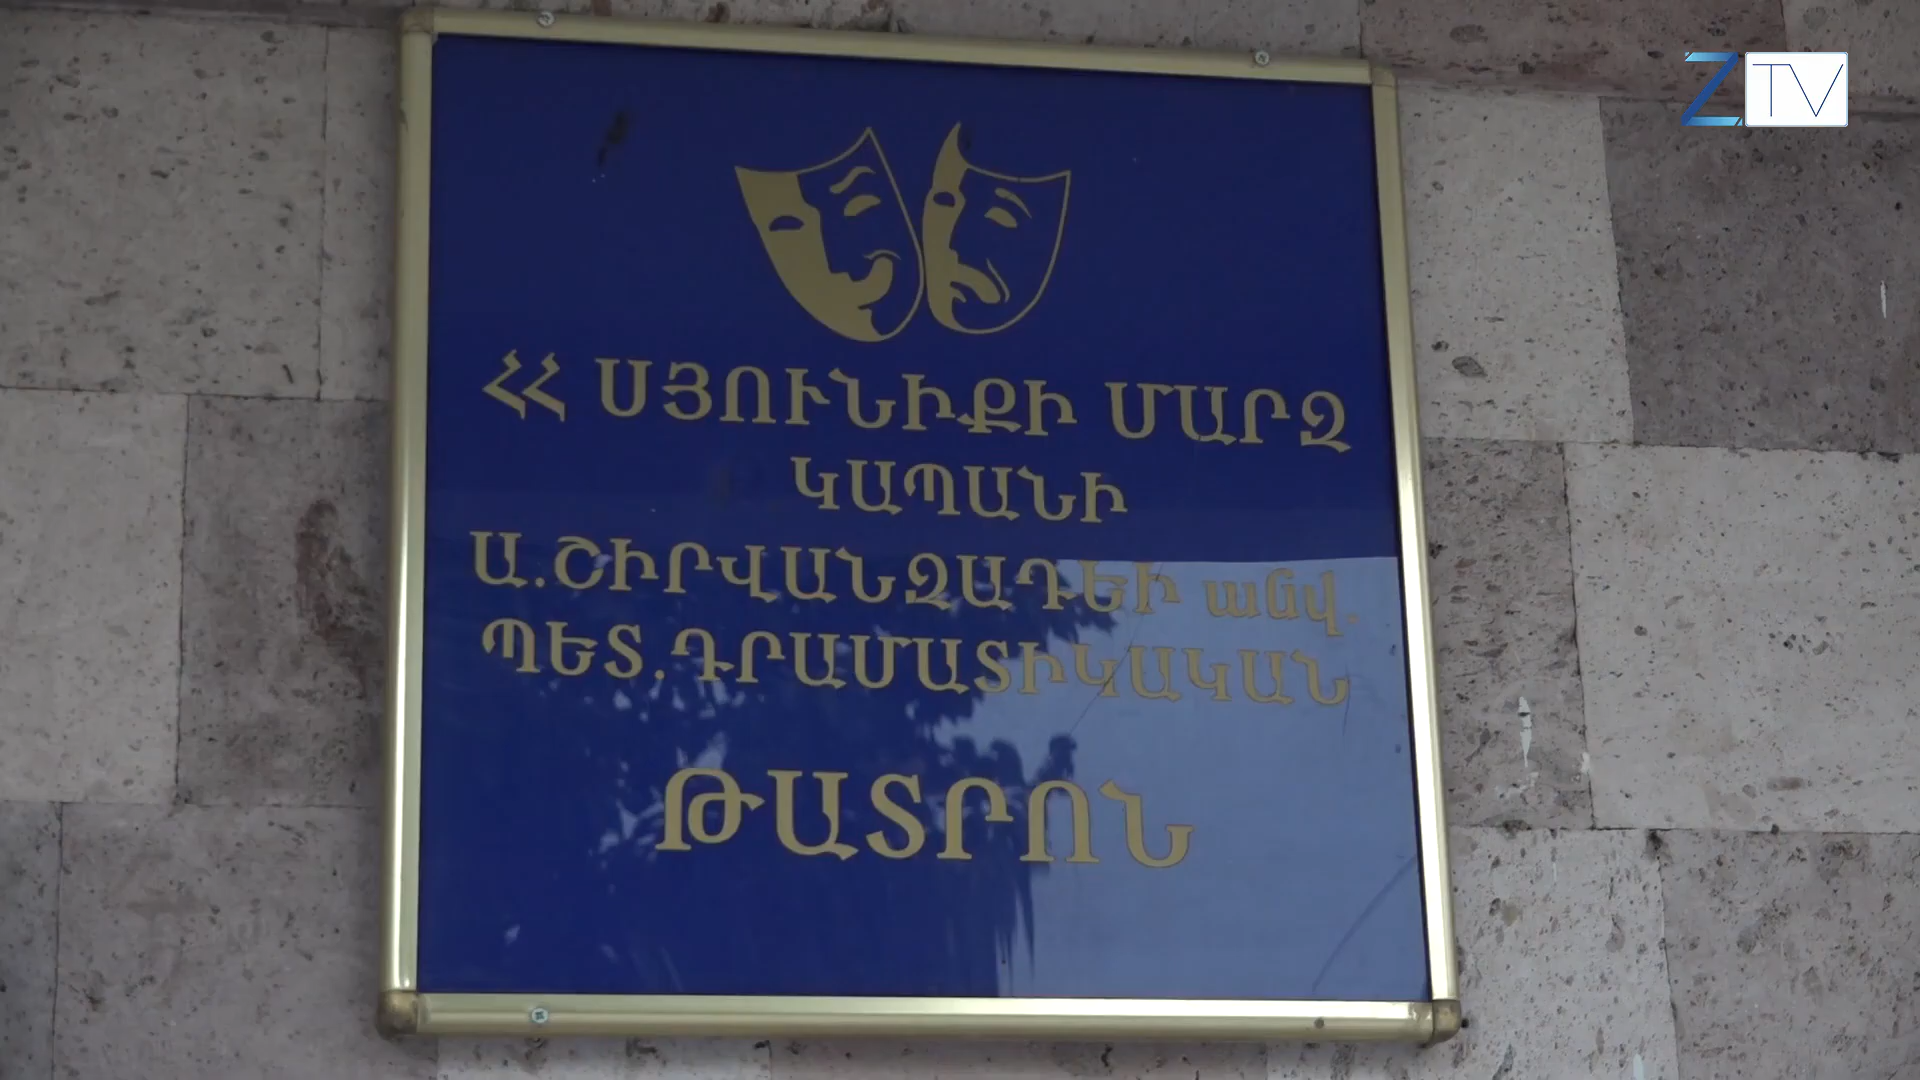 ZTV
ՀՀ ՍՅՈՒՆԻՔԻ ՄԱՐԶ
ԿԱՊԱՆԻ
Ա.ՇԻՐՎԱՆԶԱԴԵԻ անվ.
ՊԵՏ.ԴՐԱՄԱՏԻԿԱԿԱՆ
ԹԱՏՐՈՆ